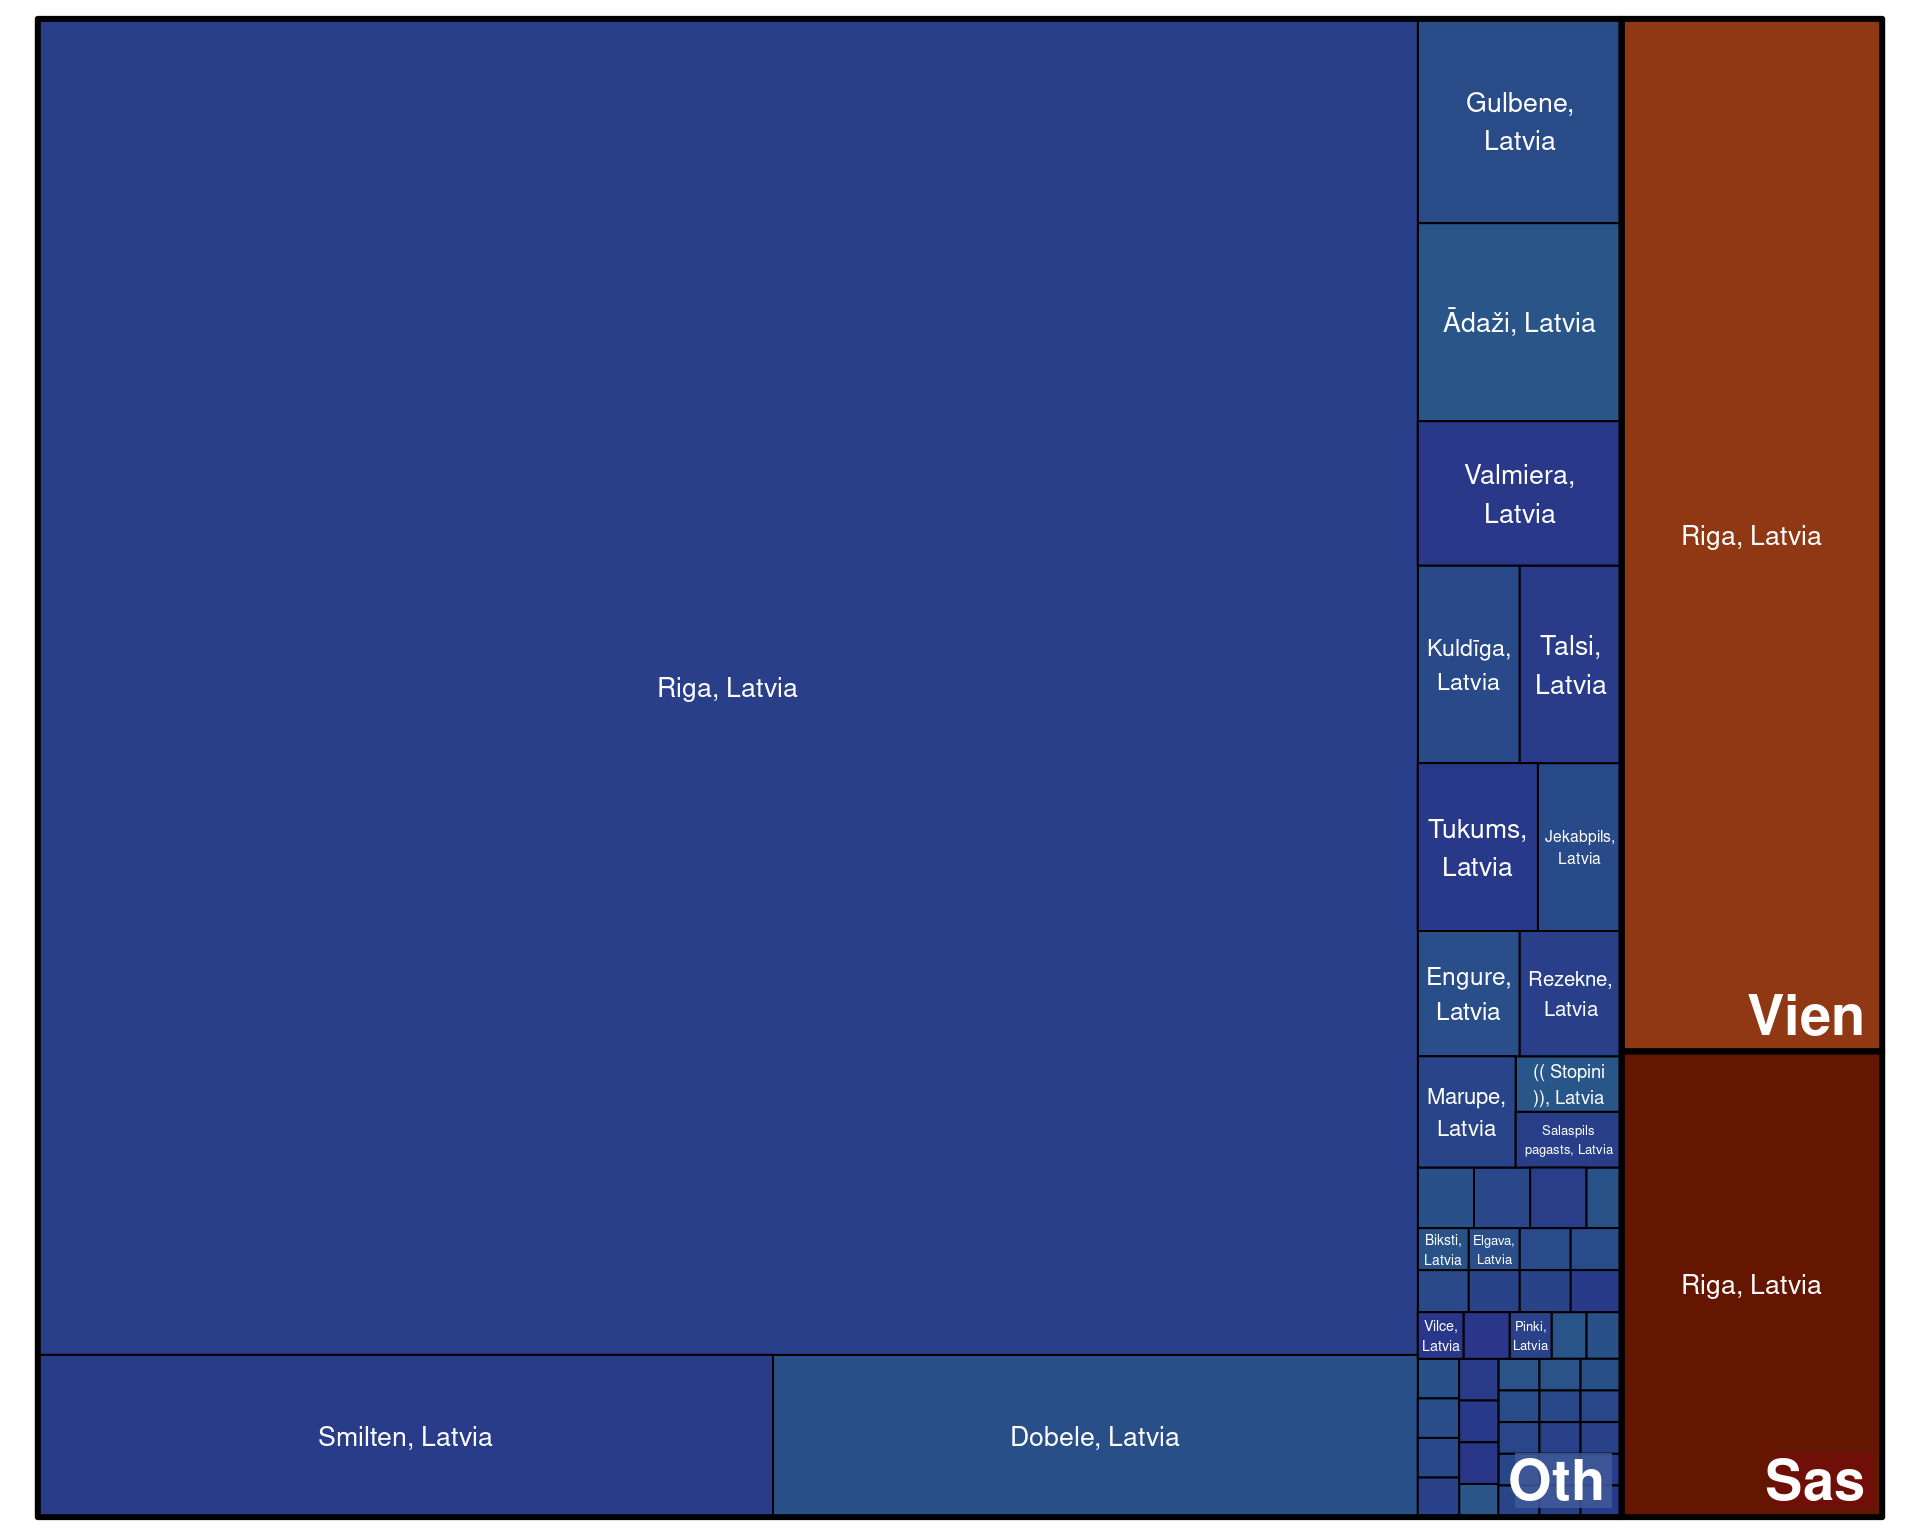 Riga, Latvia
Smilten, Latvia
Dobele, Latvia
Gulbene,
Latvia
Ādaži, Latvia
Valmiera,
Latvia
Kuldīga,
Latvia
Talsi,
Latvia
Tukums,
Latvia
Jekabpils,
Latvia
Engure,
Latvia
Rezekne,
Latvia
Marupe,
Latvia
(( Stopini
)), Latvia
Salaspils
pagasts, Latvia
Biksti,
Latvia
Elgava,
Latvia
Vilce,
Latvia
Pinki,
Latvia
Oth
Riga, Latvia
Vien
Riga, Latvia
Sas